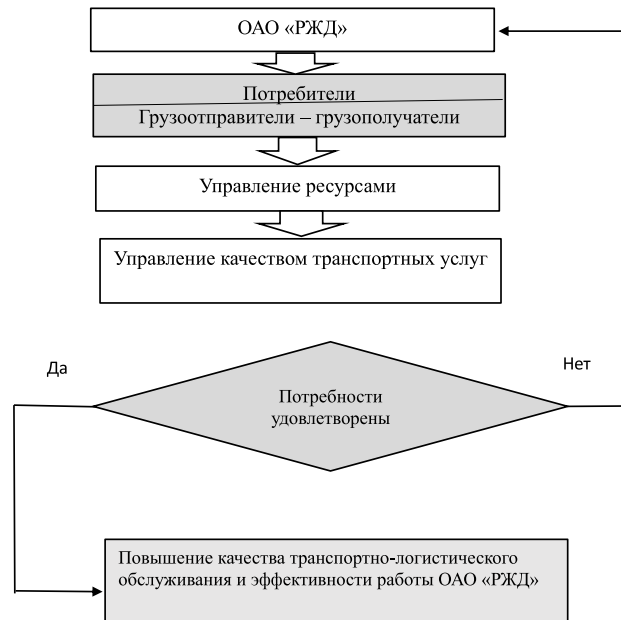 ОАО «РЖД»
Потребители
Грузоотправители – грузополучатели
Управление ресурсами
Управление качеством транспортных услуг
Да
Нет
Потребности
удовлетворены
Повышение качества транспортно-логистического
обслуживания и эффективности работы ОАО «РЖД»